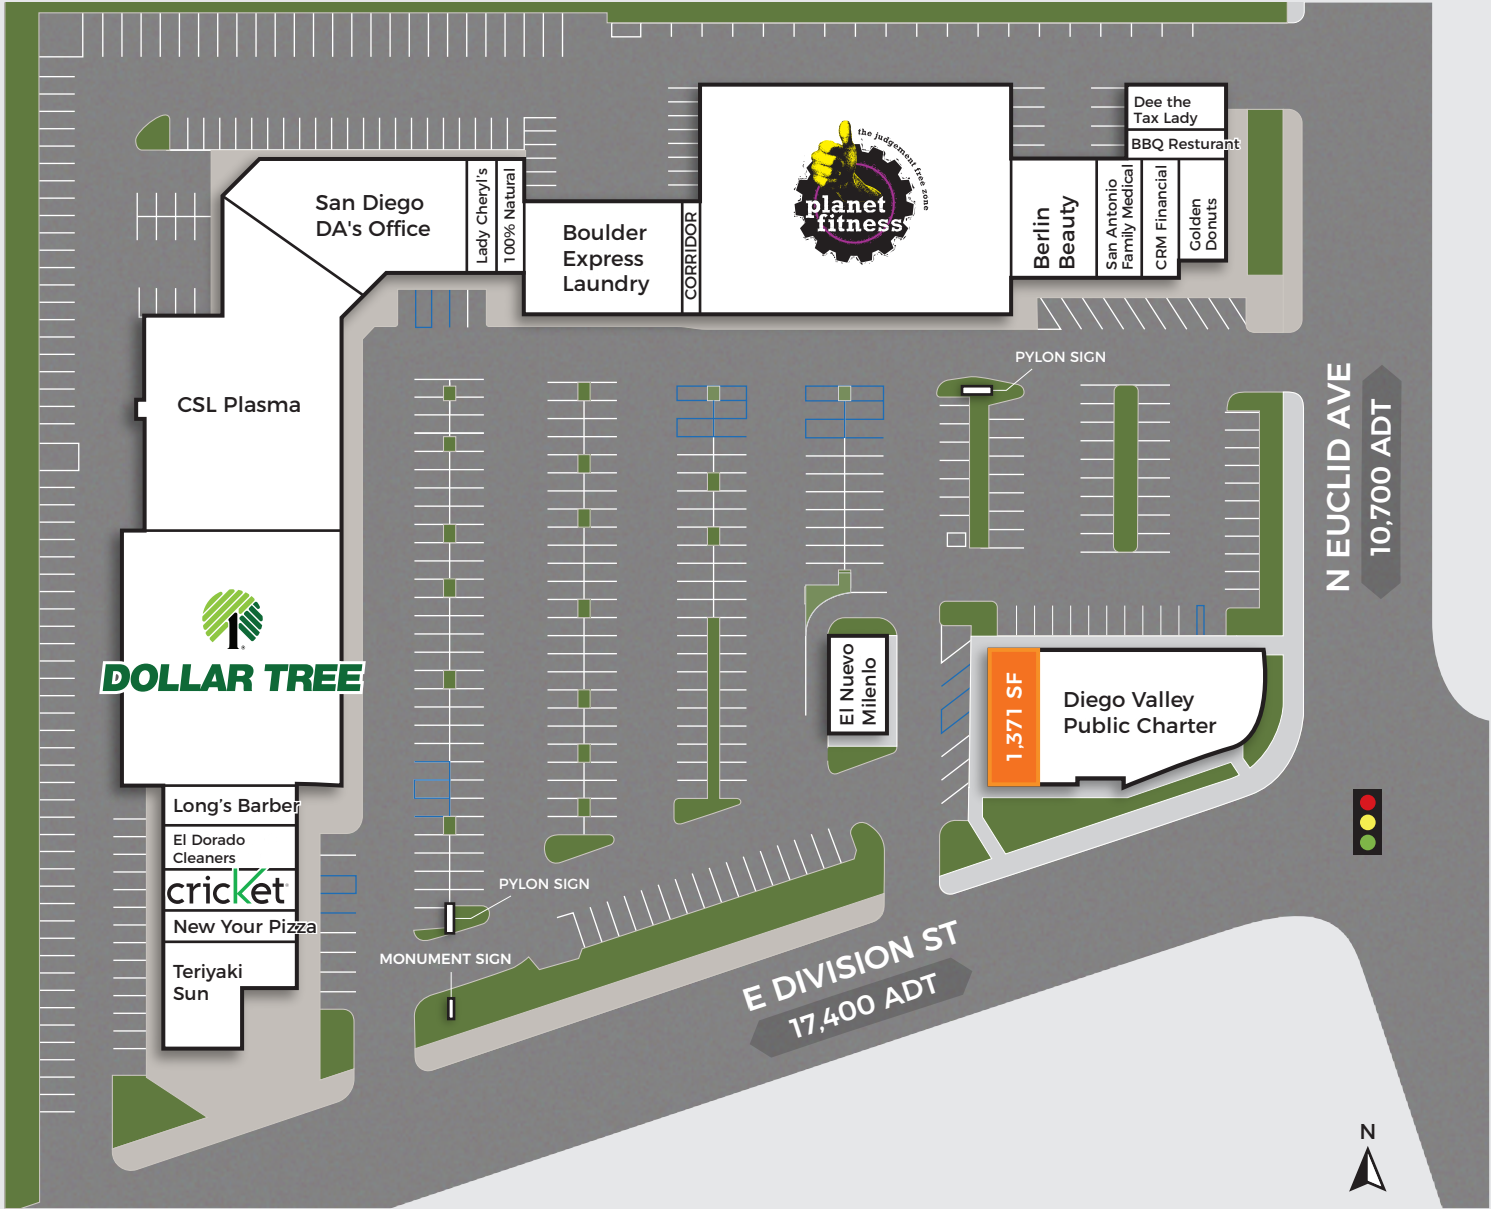 the judgement free zone
planet
fitness
Dee the
Tax Lady
BBQ Resturant
San Diego
DA's Office
Lady Cheryl's
100% Natural
Boulder
Express
Laundry
CORRIDOR
Berlin
Beauty
San Antonio
Family Medical
CRM Financial
Golden
Donuts
PYLON SIGN
CSL Plasma
N EUCLID AVE
10,700 ADT
DOLLAR TREE
El Nuevo
Milenlo
1,371 SF
Diego Valley
Public Charter
Long's Barber
El Dorado
Cleaners
cricket
New Your Pizza
Teriyaki
Sun
PYLON SIGN
MONUMENT SIGN
E DIVISION ST
17,400 ADT
N